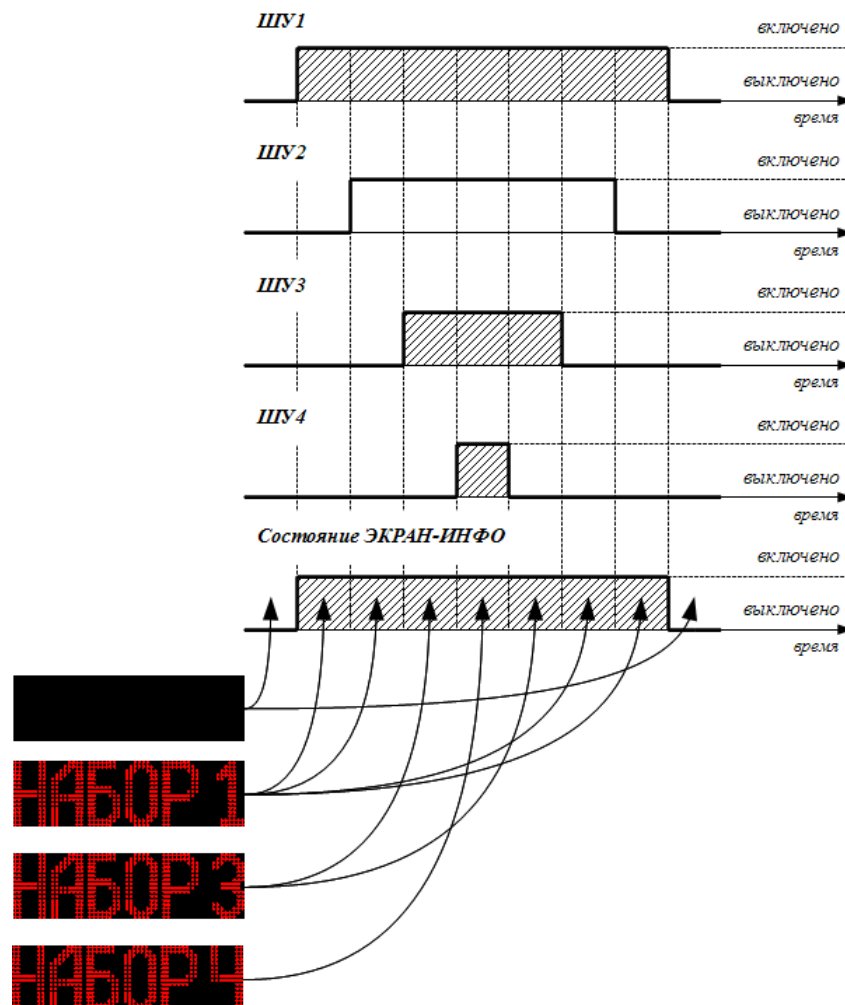 ШУ1
включено
выключено
время
ШУ2
включено
выключено
время
ШУ3
включено
выключено
время
ШУ4
включено
выключено
время
Состояние ЭКРАН-ИНФО
включено
выключено
время
НАБОР 1
НАБОР 3
НАБОР 4